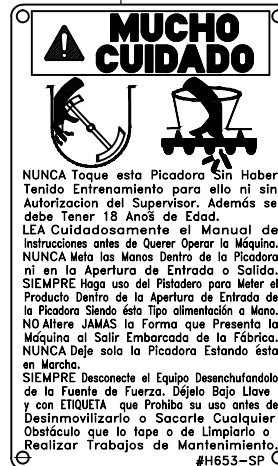 MUCHO
CUIDADO
NUNCA Toque esta Picadora Sin Haber
Tenido Entrenamiento para ello ni sin
Autorizacion del Supervisor. Además se
debe Tener 18 Anos de Edad.
LEA Cuidadosamente el Manual de
Instrucciones antes de Querer Operar la Máquina.
NUNCA Meta las Manos Dentro de la Picadora
ni en la Apertura de Entrada o Salida.
SIEMPRE Haga uso del Pistadero para Meter el
Producto Dentro de la Apertura de Entrada de
la Picadora Siendo ésta Tipo alimentación a Mano.
NO Altere JAMAS la Forma que Presenta la
Máquina al Salir Embarcada de la Fábrica.
NUNCA Deje sola la Picadora Estando ésta
en Marcha.
SIEMPRE Desconecte el Equipo Desenchufandolo
de la Fuente de Fuerza. Déjelo Bajo Llave
y con ETIQUETA que Prohiba su uso antes de
Desinmovilizarlo o Sacarle Cualquier
Obstáculo que lo tape o de Limpiarlo o
Realizar Trabajos de Mantenimiento.
#H653-SP